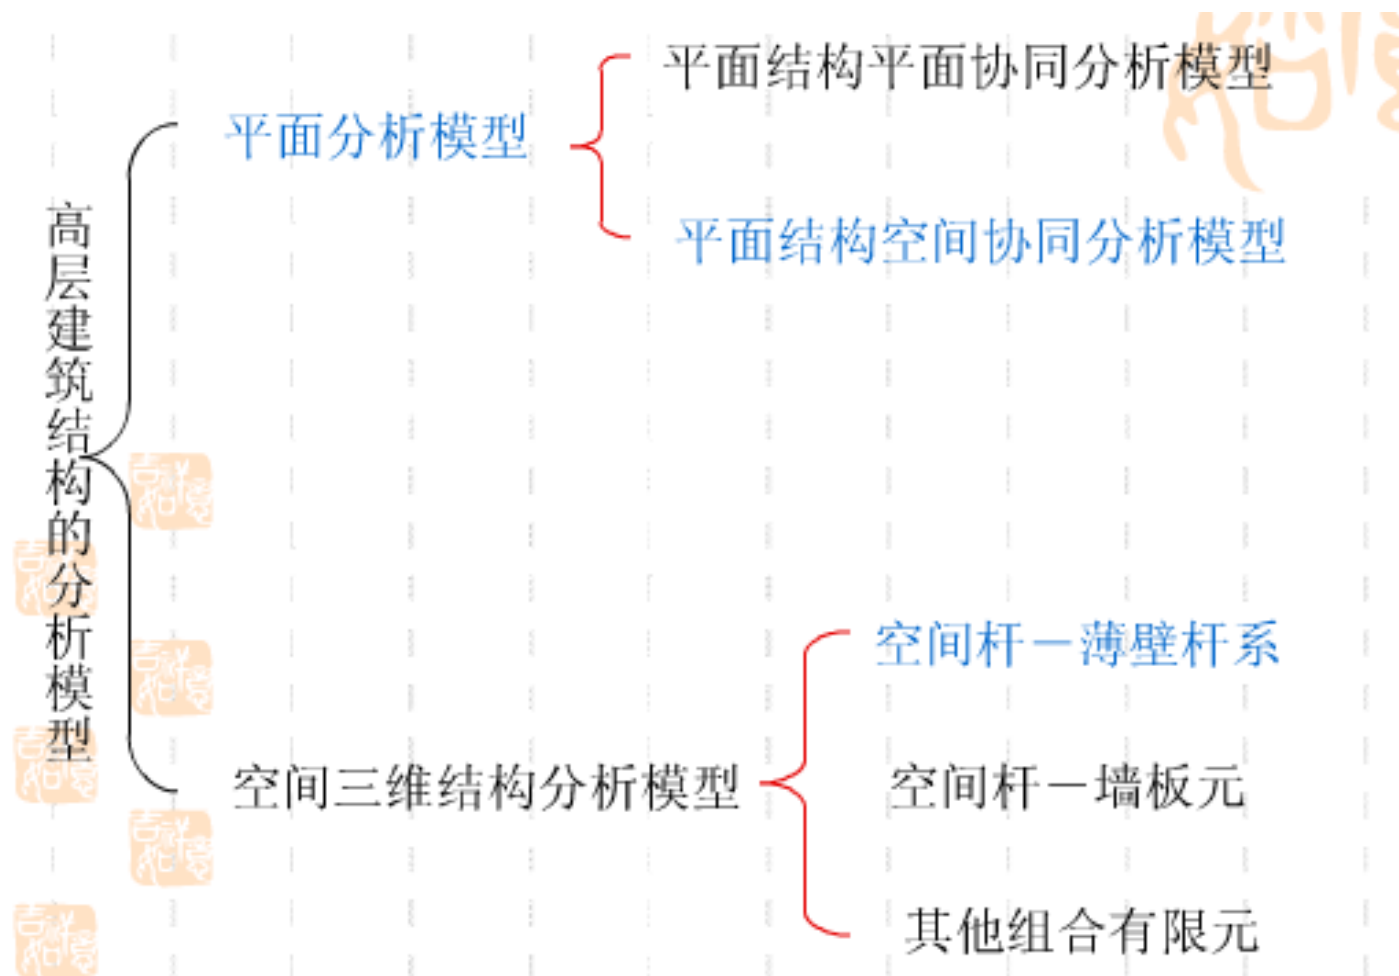 高层建筑结构的分析模型
平面分析模型
平面结构平面协同分析模型
平面结构空间协同分析模型
空间三维结构分析模型
空间杆－薄壁杆系
空间杆－墙板元
其他组合有限元